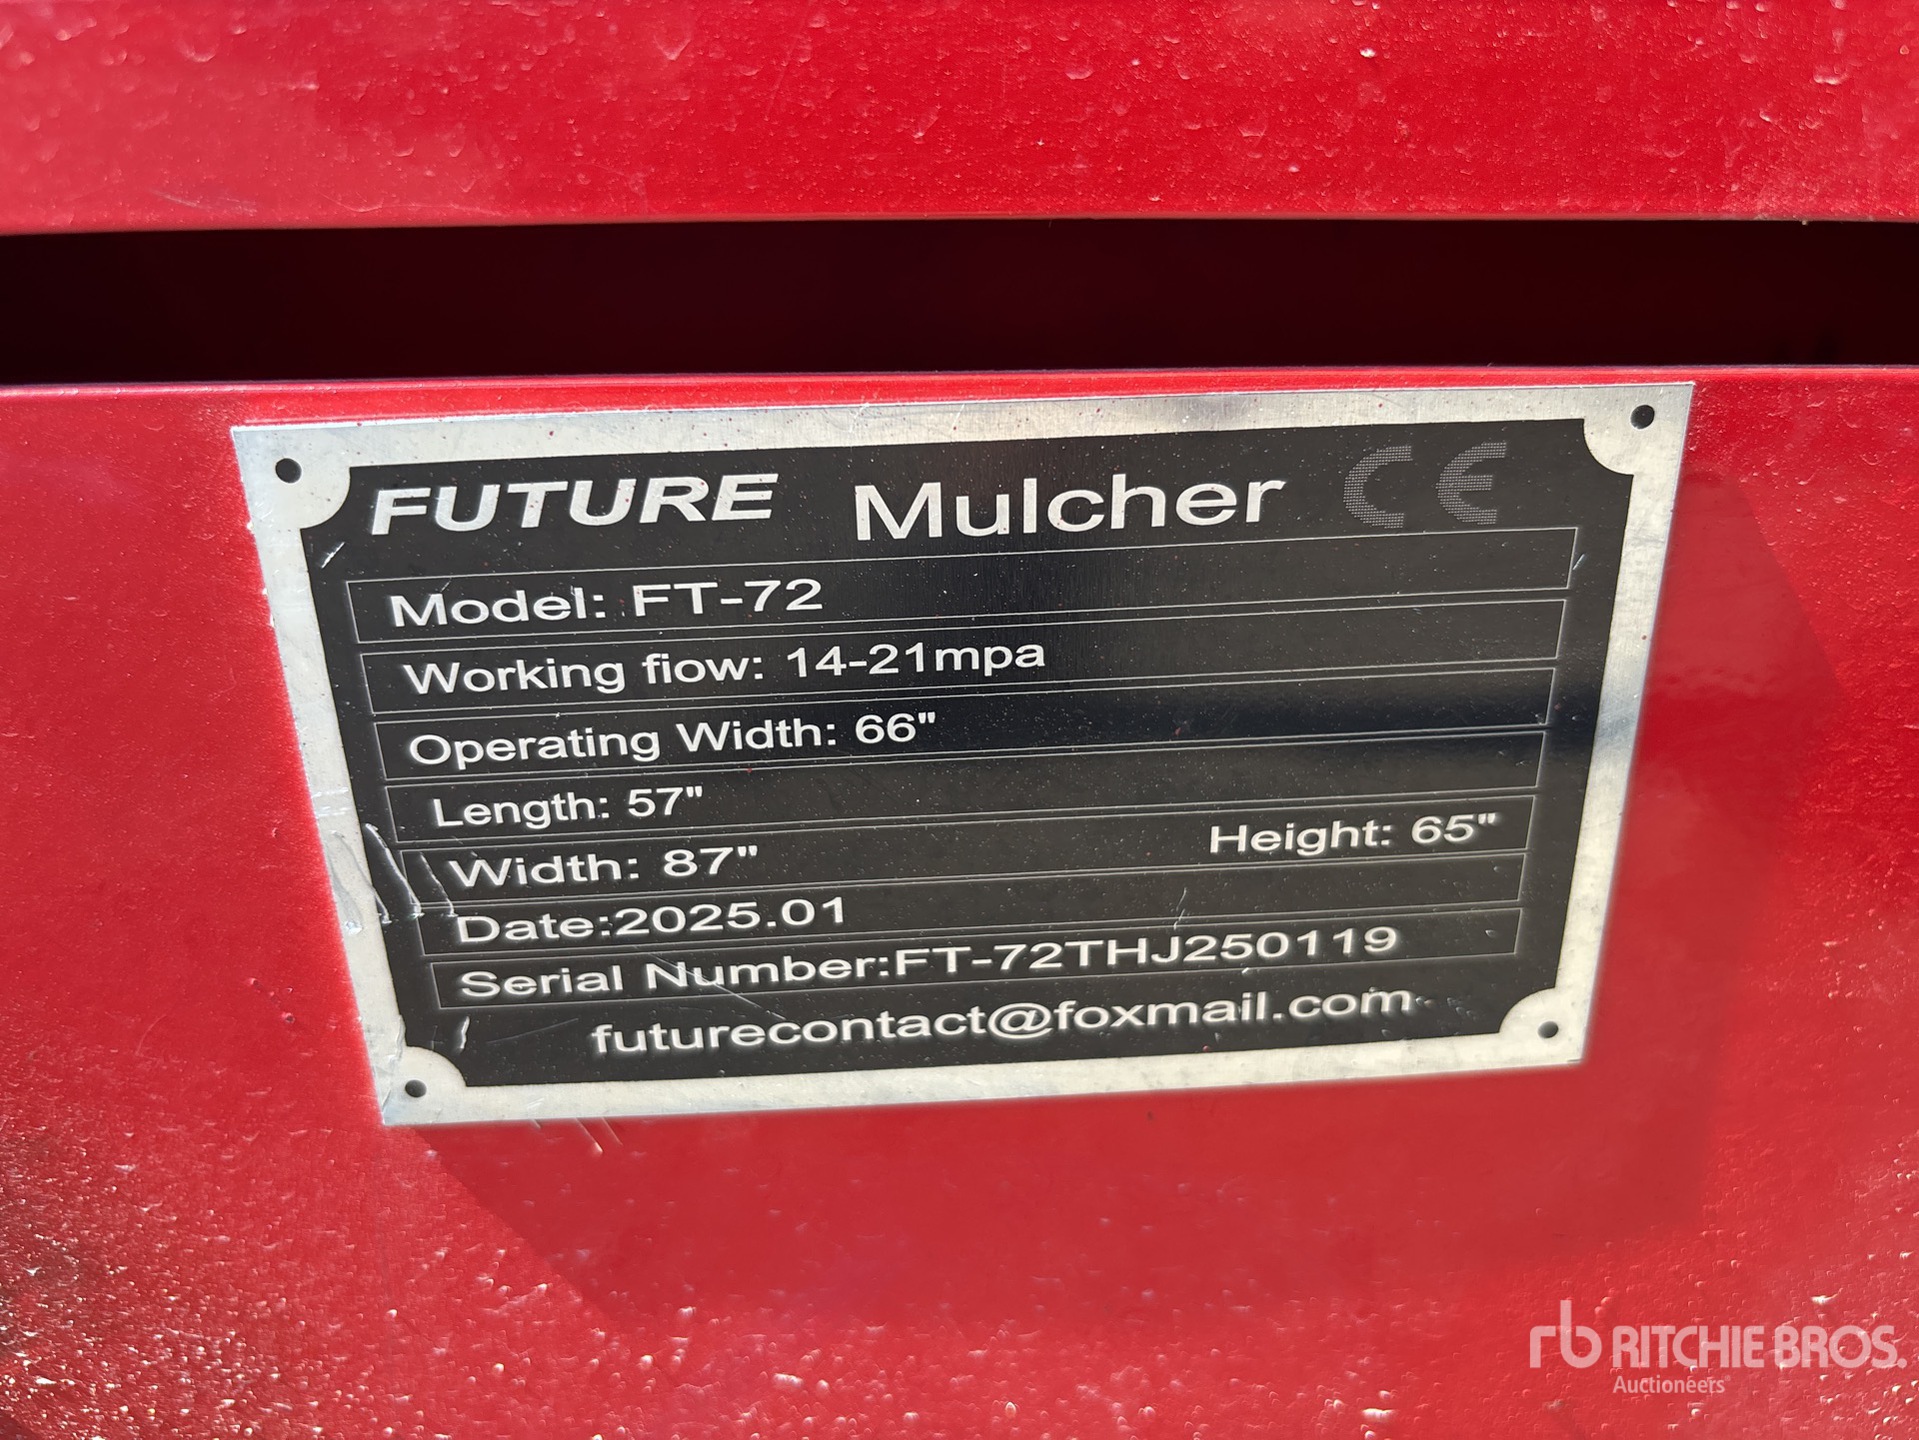 FUTURE Mulcher CE
Model: FT-72
Working fiow: 14-21mpa
Operating Width: 66"
Length: 57"
Width: 87" Height: 65"
Date:2025.01
Serial Number:FT-72THJ250119
futurecontact@foxmail.com
rb RITCHIE BROS.
Auctioneers